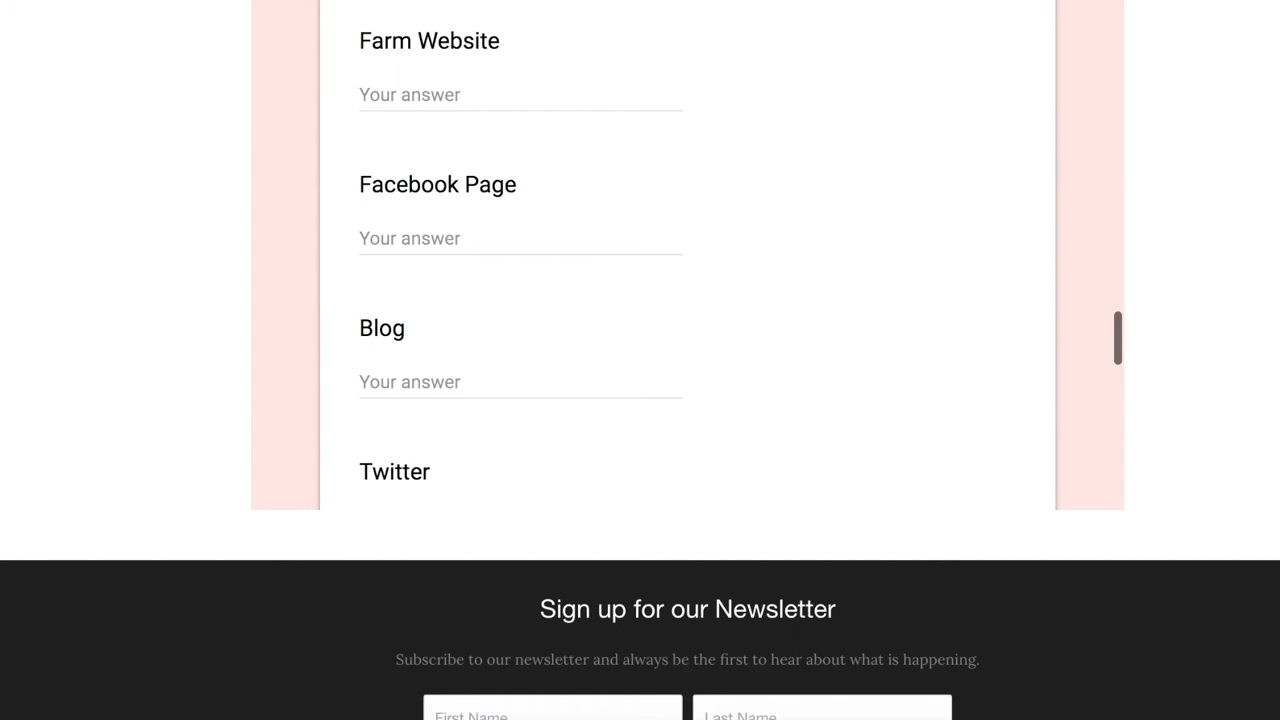 Farm Website
Your answer
Facebook Page
Your answer
Blog
Your answer
Twitter
Sign up for our Newsletter
Subscribe to our newsletter and always be the first to hear about what is happening.
First Name
Last Name